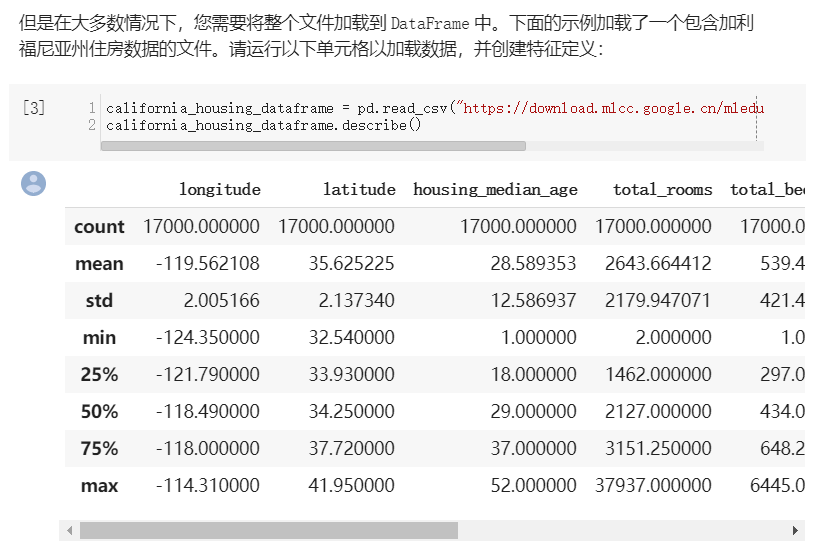 但是在大多数情况下，您需要将整个文件加载到 DataFrame 中。下面的示例加载了一个包含加利
福尼亚州住房数据的文件。请运行以下单元格以加载数据，并创建特征定义：
[3] 1 california_housing_dataframe = pd.read_csv("https://download.mlcc.google.cn/mledu
2 california_housing_dataframe.describe()
longitude latitude housing_median_age total_rooms total_bed
count 17000.000000 17000.000000 17000.000000 17000.000000 17000.0
mean -119.562108 35.625225 28.589353 2643.664412 539.4
std 2.005166 2.137340 12.586937 2179.947071 421.4
min -124.350000 32.540000 1.000000 2.000000 1.0
25% -121.790000 33.930000 18.000000 1462.000000 297.0
50% -118.490000 34.250000 29.000000 2127.000000 434.0
75% -118.000000 37.720000 37.000000 3151.250000 648.2
max -114.310000 41.950000 52.000000 37937.000000 6445.0